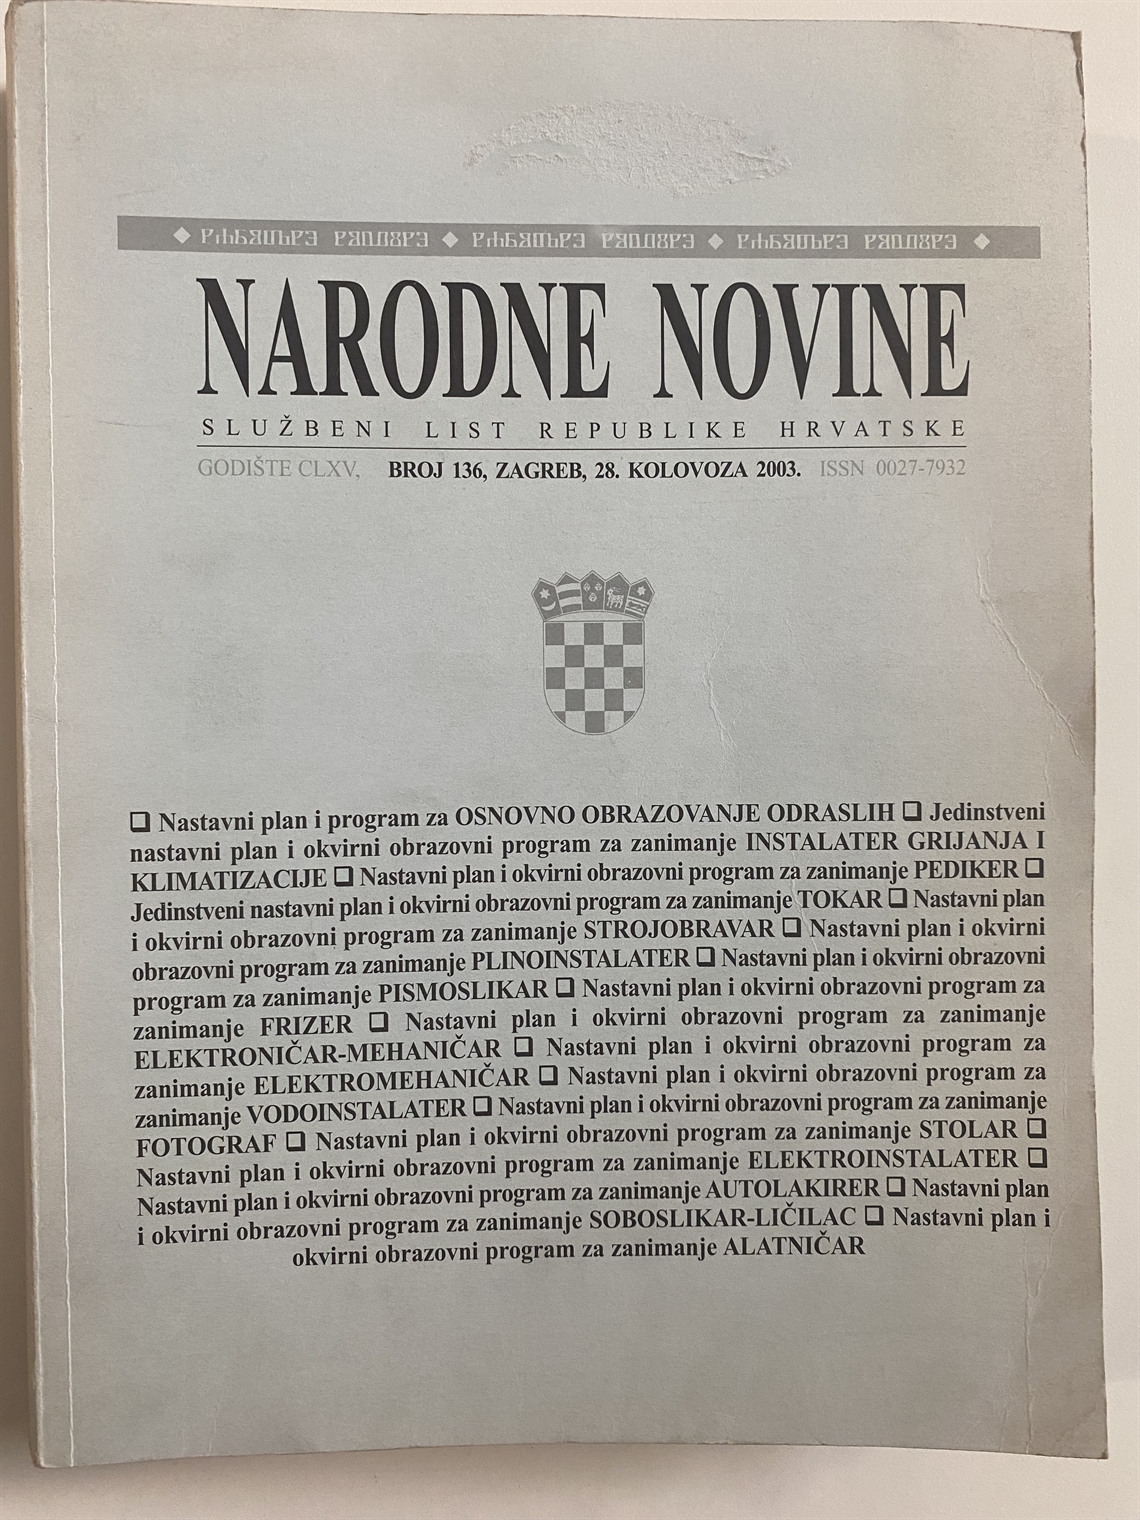 NARODNE NOVINE
SLUŽBENI LIST REPUBLIKE HRVATSKE
GODIŠTE CLXV, BROJ 136, ZAGREB, 28. KOLOVOZA 2003. ISSN 0027-7932
❏ Nastavni plan i program za OSNOVNO OBRAZOVANJE ODRASLIH ❏ Jedinstveni
nastavni plan i okvirni obrazovni program za zanimanje INSTALATER GRIJANJA I
KLIMATIZACIJE ❏ Nastavni plan i okvirni obrazovni program za zanimanje PEDIKER ❏
Jedinstveni nastavni plan i okvirni obrazovni program za zanimanje TOKAR ❏ Nastavni plan
i okvirni obrazovni program za zanimanje STROJOBRAVAR ❏ Nastavni plan i okvirni
obrazovni program za zanimanje PLINOINSTALATER ❏ Nastavni plan i okvirni obrazovni
program za zanimanje PISMOSLIKAR ❏ Nastavni plan i okvirni obrazovni program za
zanimanje FRIZER ❏ Nastavni plan i okvirni obrazovni program za zanimanje
ELEKTRONIČAR-MEHANIČAR ❏ Nastavni plan i okvirni obrazovni program za
zanimanje ELEKTROMEHANIČAR ❏ Nastavni plan i okvirni obrazovni program za
zanimanje VODOINSTALATER ❏ Nastavni plan i okvirni obrazovni program za zanimanje
FOTOGRAF ❏ Nastavni plan i okvirni obrazovni program za zanimanje STOLAR ❏
Nastavni plan i okvirni obrazovni program za zanimanje ELEKTROINSTALATER ❏
Nastavni plan i okvirni obrazovni program za zanimanje AUTOLAKIRER ❏ Nastavni plan
i okvirni obrazovni program za zanimanje SOBOSLIKAR-LIČILAC ❏ Nastavni plan i
okvirni obrazovni program za zanimanje ALATNIČAR